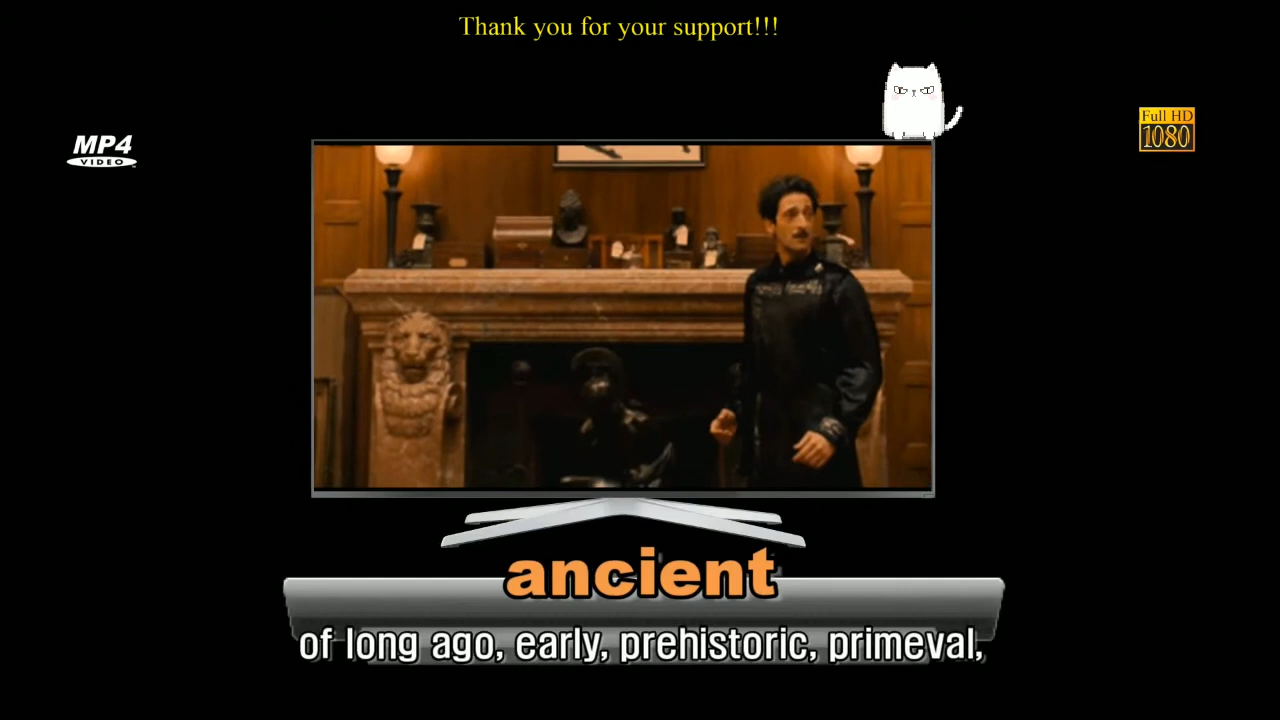 Thank you for your support!!!
MP4
VIDEO
Full HD
1080
ancient
of long ago, early, prehistoric, primeval,